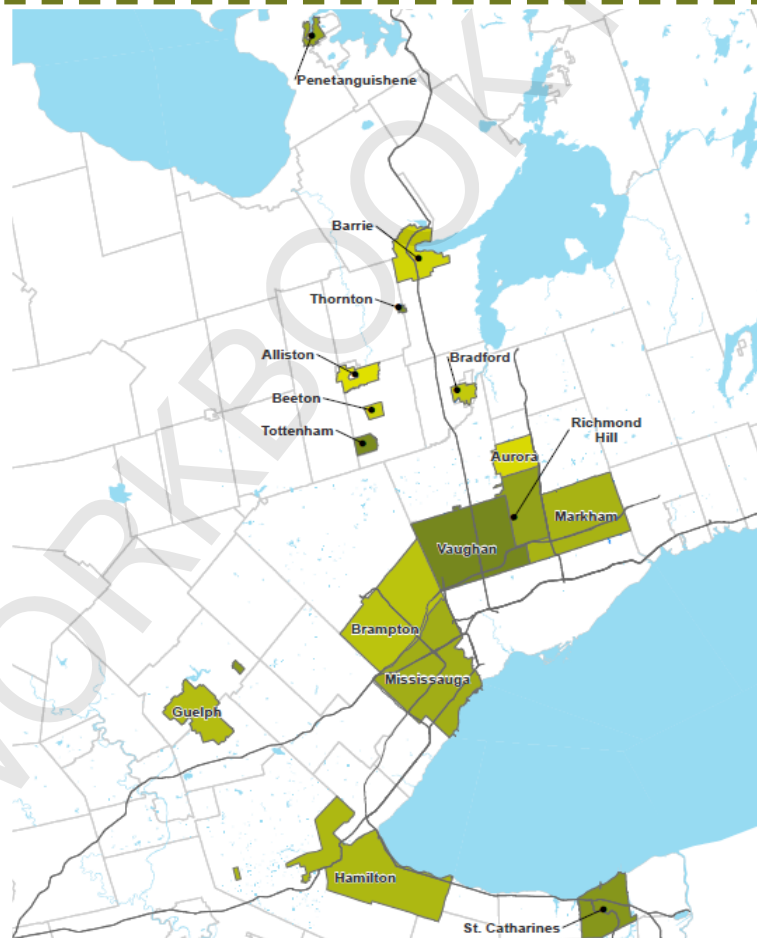 Penetanguishene
Barrie
Thornton
Alliston
Bradford
Beeton
Tottenham
Richmond
Hill
Aurora
Markham
Vaughan
Brampton
Mississauga
Guelph
Hamilton
St. Catharines
WORKBOOK